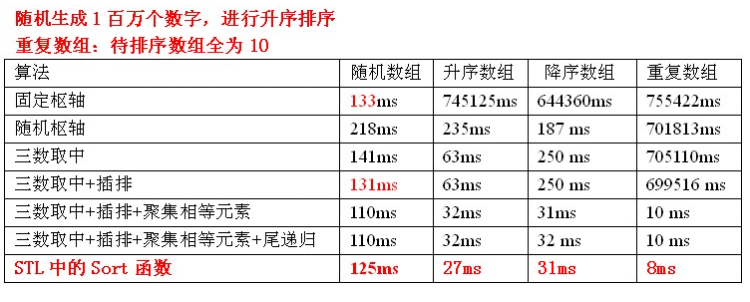 随机生成1百万个数字，进行升序排序
重复数组：待排序数组全为10
算法 随机数组 升序数组 降序数组 重复数组
固定枢轴 133ms 745125ms 644360ms 755422ms
随机枢轴 218ms 235ms 187 ms 701813ms
三数取中 141ms 63ms 250 ms 705110ms
三数取中+插排 131ms 63ms 250 ms 699516 ms
三数取中+插排+聚集相等元素 110ms 32ms 31ms 10 ms
三数取中+插排+聚集相等元素+尾递归 110ms 32ms 32 ms 10 ms
STL 中的Sort 函数 125ms 27ms 31ms 8ms